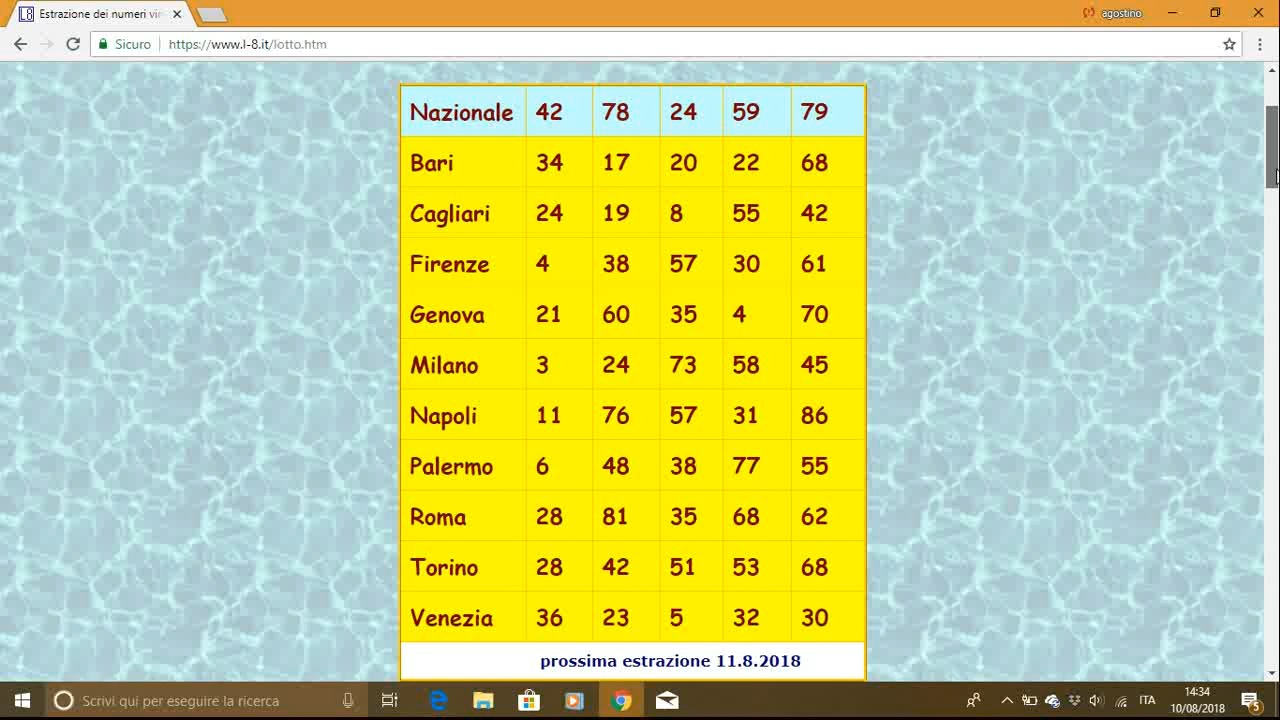 Estrazione dei numeri vin
agostino
Sicuro https://www.l-8.it/lotto.htm
Nazionale 42 78 24 59 79
Bari 34 17 20 22 68
Cagliari 24 19 8 55 42
Firenze 4 38 57 30 61
Genova 21 60 35 4 70
Milano 3 24 73 58 45
Napoli 11 76 57 31 86
Palermo 6 48 38 77 55
Roma 28 81 35 68 62
Torino 28 42 51 53 68
Venezia 36 23 5 32 30
prossima estrazione 11.8.2018
Scrivi qui per eseguire la ricerca
ITA
14:34
10/08/2018
5